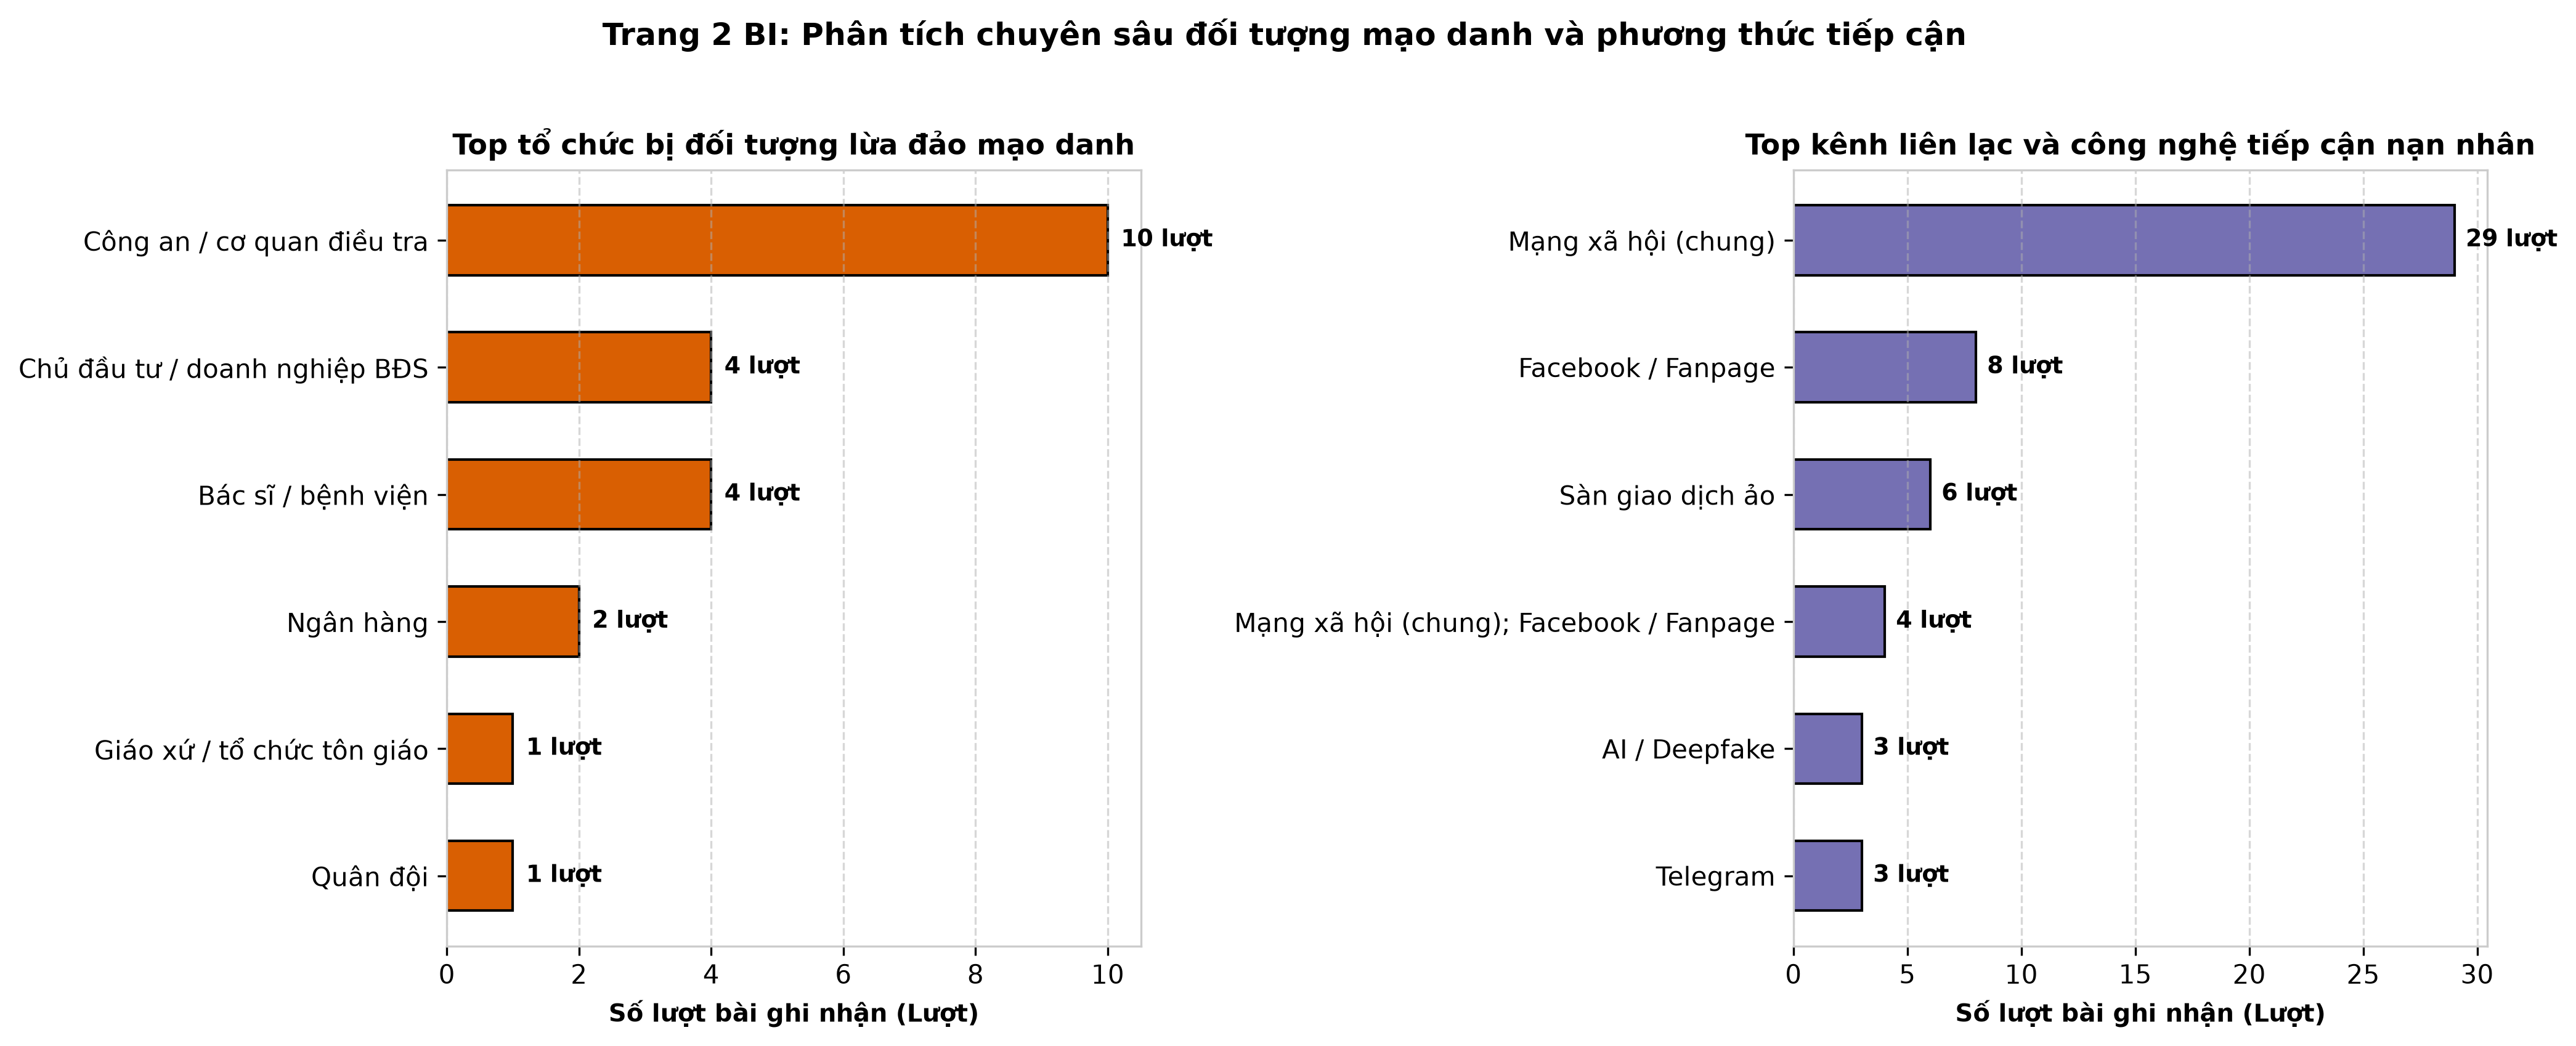 Trang 2 BI: Phân tích chuyên sâu đối tượng mạo danh và phương thức tiếp cận
Top tổ chức bị đối tượng lừa đảo mạo danh
Công an / cơ quan điều tra
10 lượt
Chủ đầu tư / doanh nghiệp BĐS
4 lượt
Bác sĩ / bệnh viện
4 lượt
Ngân hàng
2 lượt
Giáo xứ / tổ chức tôn giáo
1 lượt
Quân đội
1 lượt
0 2 4 6 8 10
Số lượt bài ghi nhận (Lượt)
Top kênh liên lạc và công nghệ tiếp cận nạn nhân
Mạng xã hội (chung)
29 lượt
Facebook / Fanpage
8 lượt
Sàn giao dịch ảo
6 lượt
Mạng xã hội (chung); Facebook / Fanpage
4 lượt
AI / Deepfake
3 lượt
Telegram
3 lượt
0 5 10 15 20 25 30
Số lượt bài ghi nhận (Lượt)